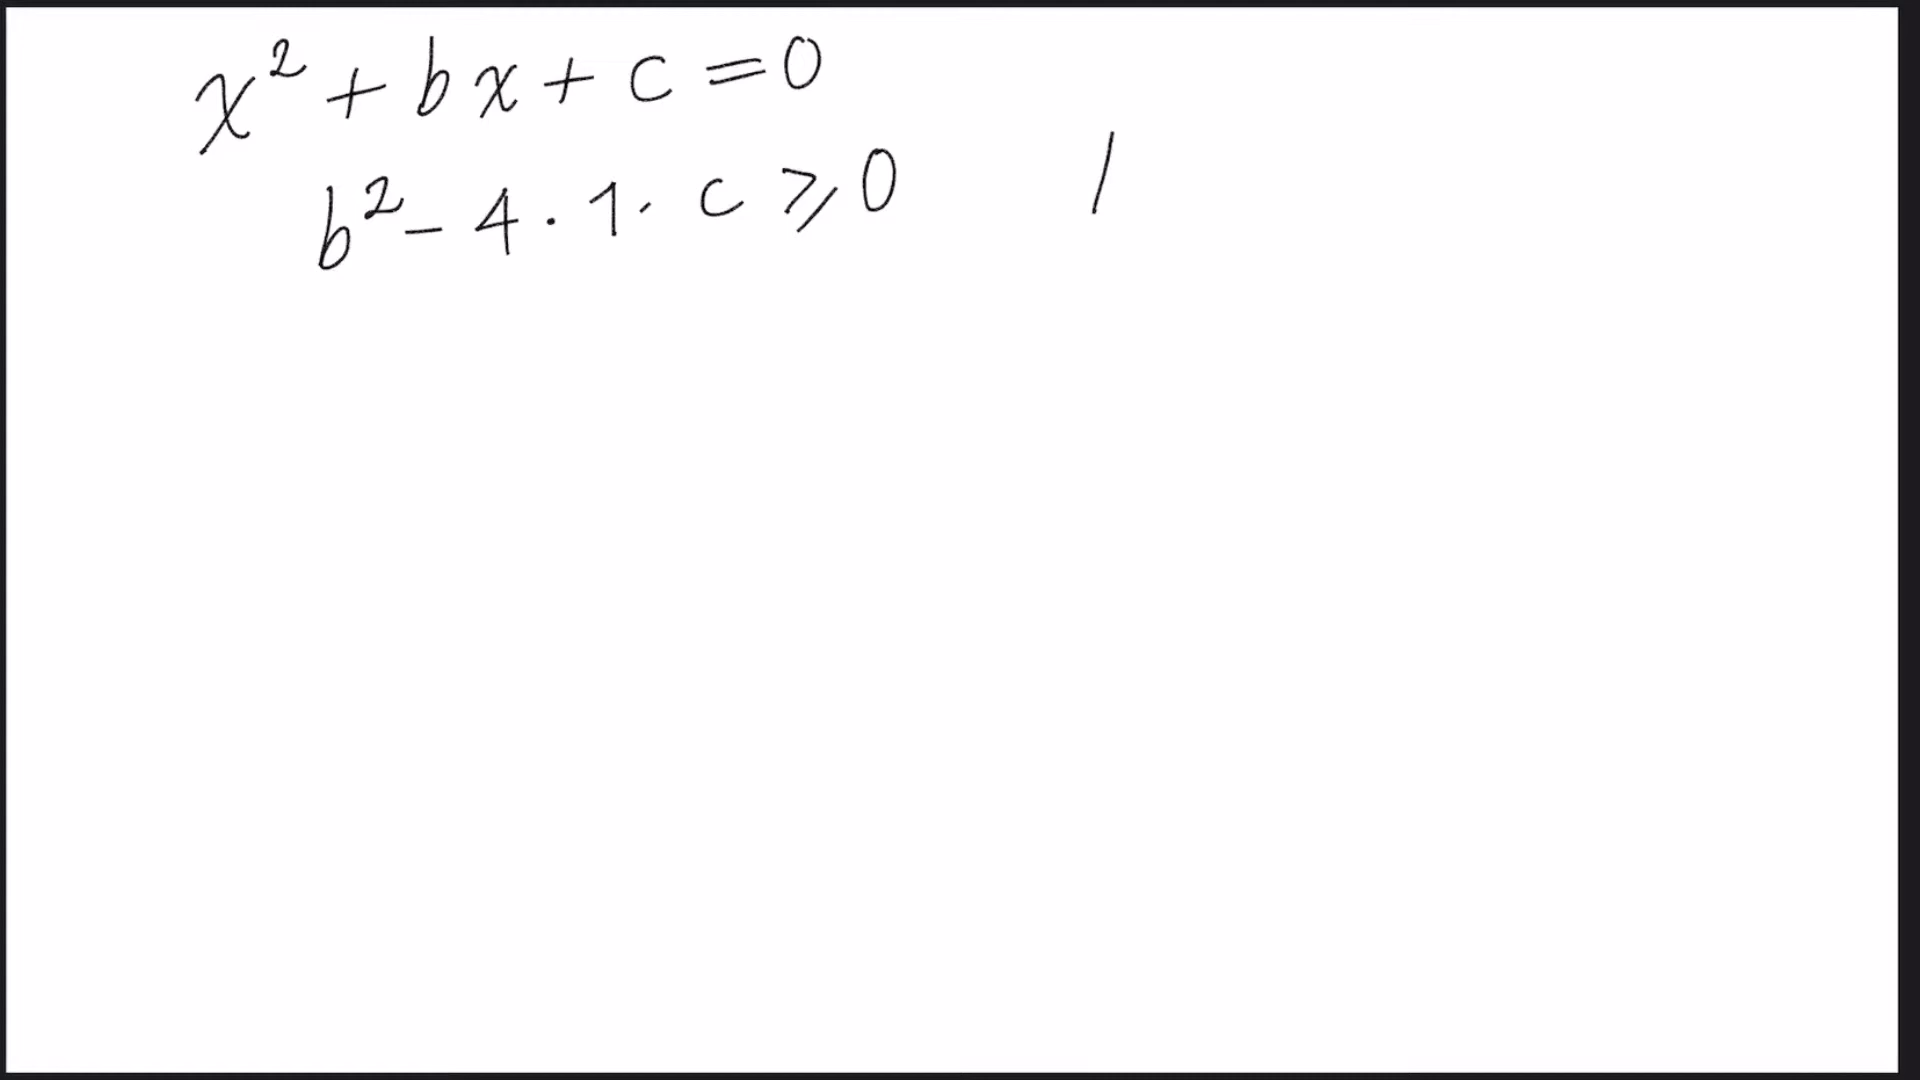 x² + bx + c = 0
b² - 4 · 1 · c ⩾ 0